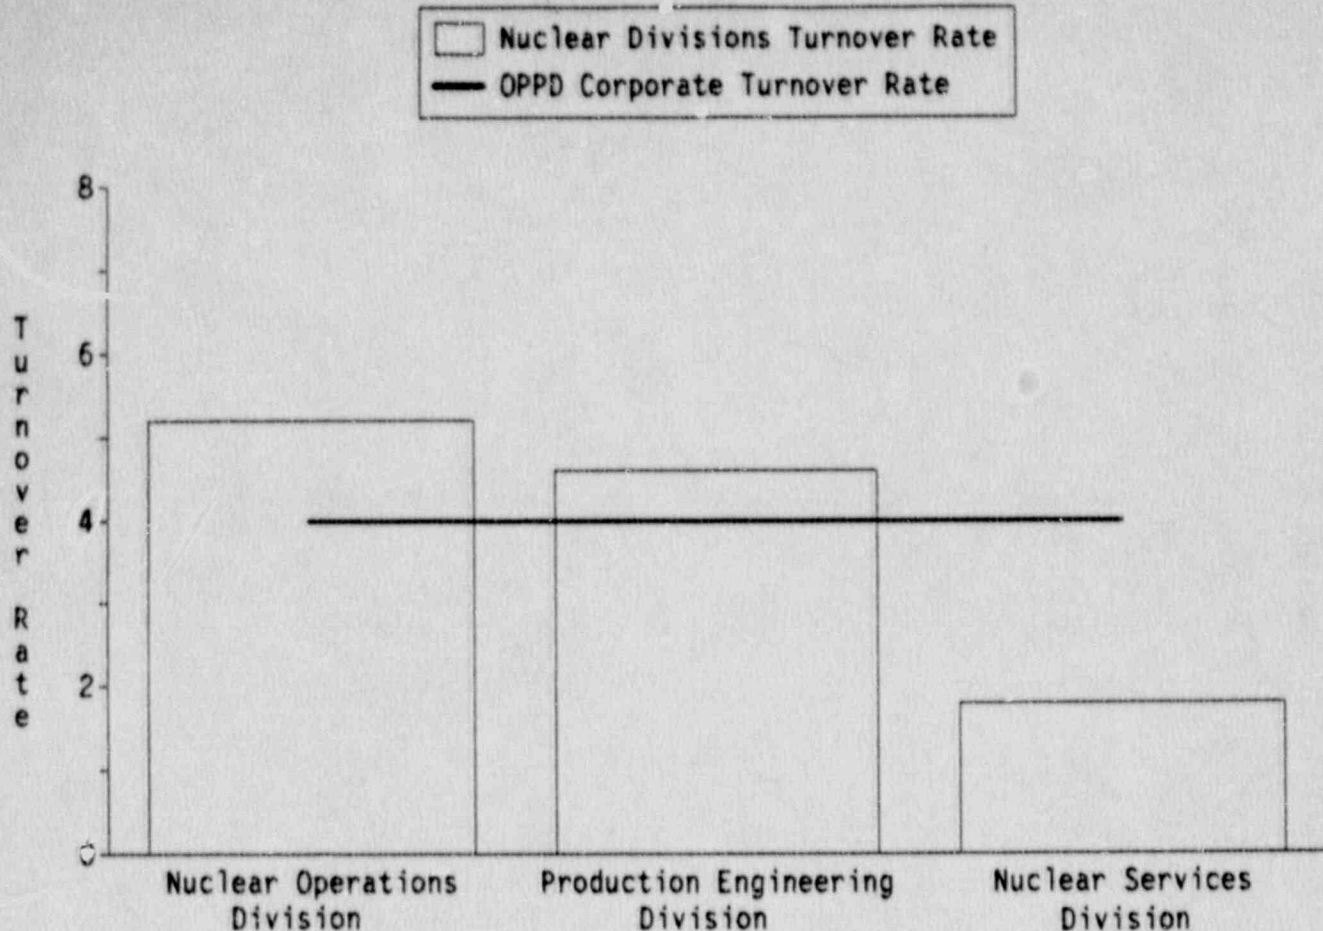 Nuclear Divisions Turnover Rate
OPPD Corporate Turnover Rate
8
6
4
2
0
Turnover Rate
Nuclear Operations Division
Production Engineering Division
Nuclear Services Division